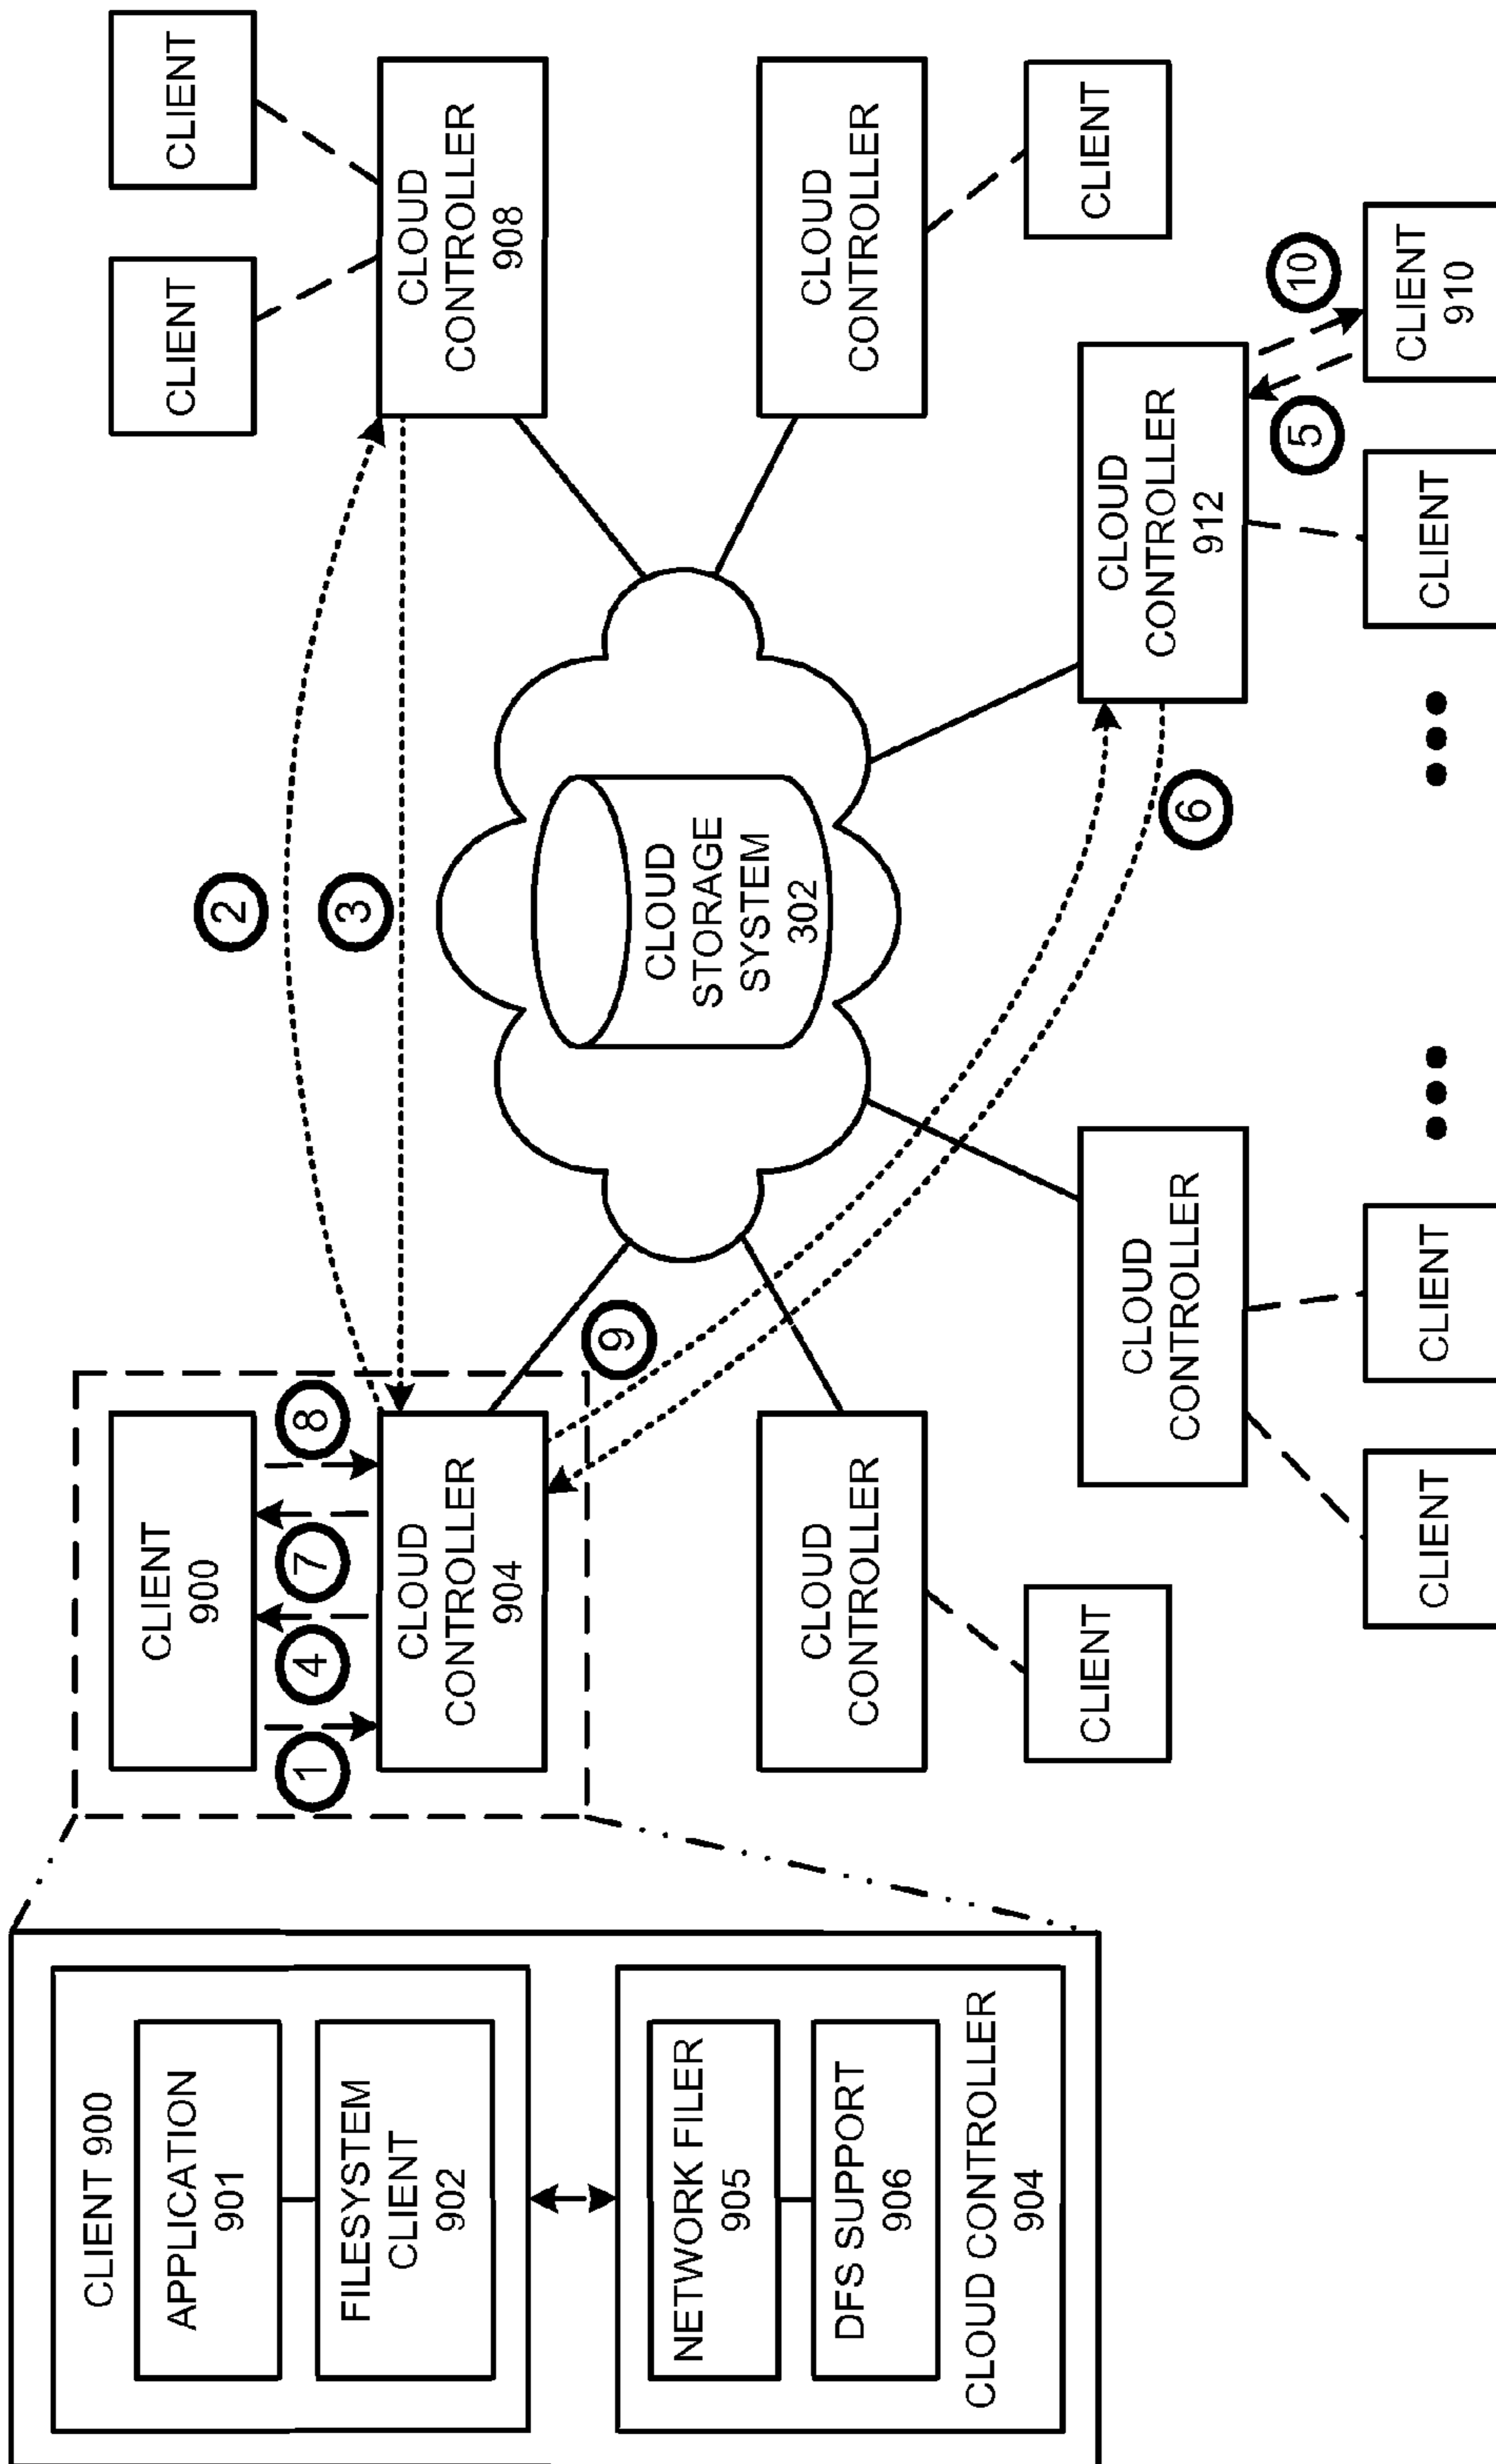 CLIENT 900
APPLICATION
901
FILESYSTEM
CLIENT
902
NETWORK FILER
905
DFS SUPPORT
906
CLOUD CONTROLLER
904
CLIENT
900
1
4
7
8
CLOUD
CONTROLLER
904
2
3
9
CLIENT
CLIENT
CLOUD
CONTROLLER
908
CLOUD
STORAGE
SYSTEM
302
CLOUD
CONTROLLER
CLIENT
CLOUD
CONTROLLER
CLIENT
CLOUD
CONTROLLER
CLIENT
CLIENT
6
CLOUD
CONTROLLER
912
5
10
CLIENT
CLIENT
910